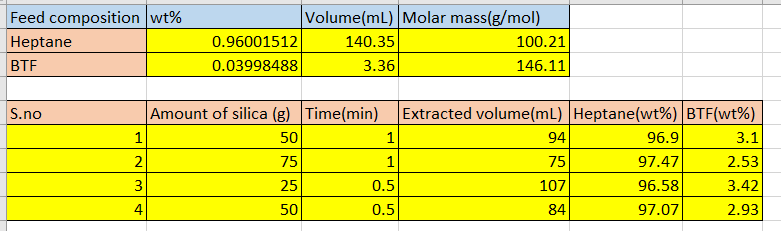 Feed composition wt% Volume(mL) Molar mass(g/mol)
Heptane 0.96001512 140.35 100.21
BTF 0.03998488 3.36 146.11
S.no Amount of silica (g) Time(min) Extracted volume(mL) Heptane(wt%) BTF(wt%)
1 50 1 94 96.9 3.1
2 75 1 75 97.47 2.53
3 25 0.5 107 96.58 3.42
4 50 0.5 84 97.07 2.93